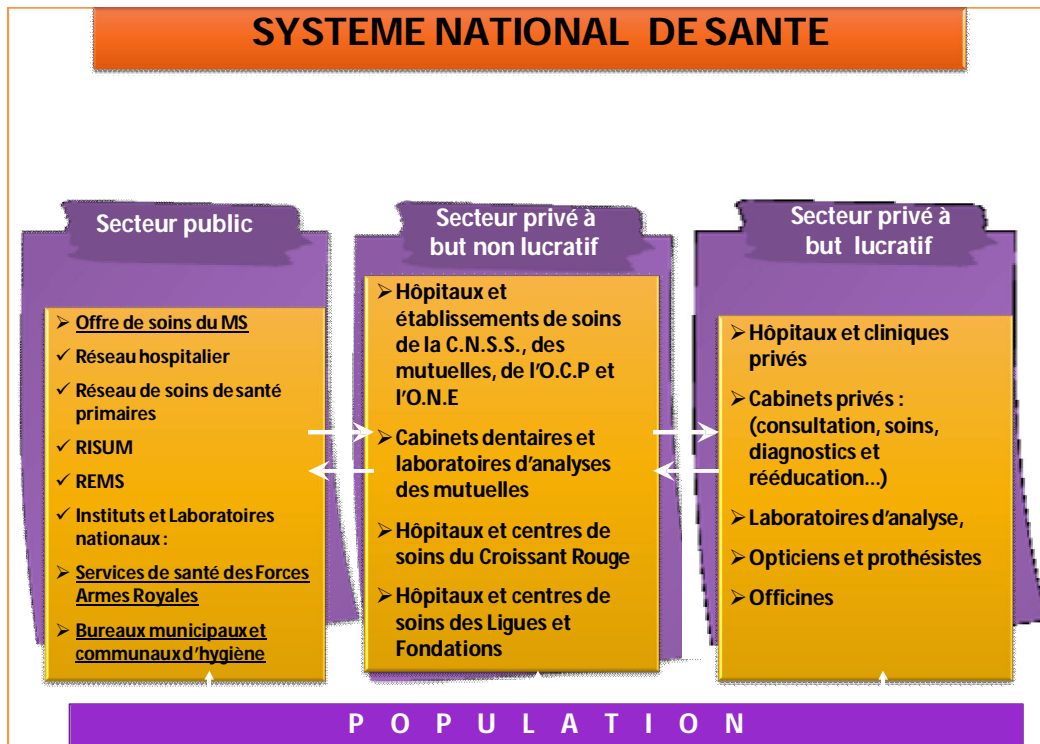 SYSTEME NATIONAL DE SANTE
Secteur public
➢ Offre de soins du MS
✓ Réseau hospitalier
✓ Réseau de soins de santé
primaires
✓ RISUM
✓ REMS
✓ Instituts et Laboratoires
nationaux :
➢ Services de santé des Forces
Armes Royales
➢ Bureaux municipaux et
communaux d'hygiène
Secteur privé à
but non lucratif
➢ Hôpitaux et
établissements de soins
de la C.N.S.S., des
mutuelles, de l'O.C.P et
l'O.N.E
➢ Cabinets dentaires et
laboratoires d'analyses
des mutuelles
➢ Hôpitaux et centres de
soins du Croissant Rouge
➢ Hôpitaux et centres de
soins des Ligues et
Fondations
Secteur privé à
but lucratif
➢ Hôpitaux et cliniques
privés
➢ Cabinets privés :
(consultation, soins,
diagnostics et
rééducation...)
➢ Laboratoires d'analyse,
➢ Opticiens et prothésistes
➢ Officines
P O P U L A T I O N